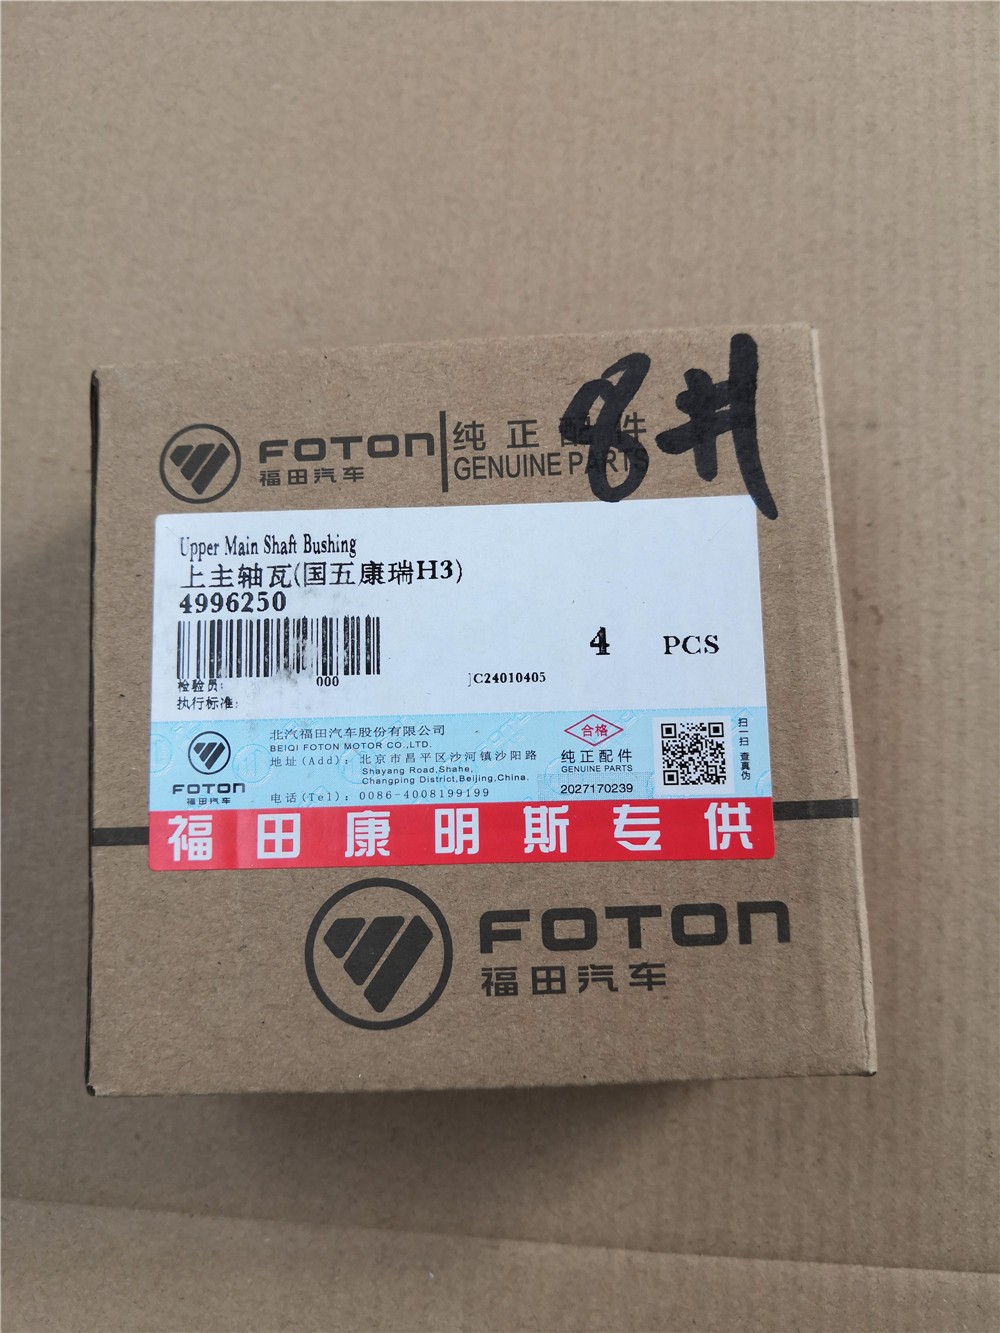 FOTON
福田汽车
纯正配件
GENUINE PARTS
8#
Upper Main Shaft Bushing
上主轴瓦(国五康瑞H3)
4996250
4 PCS
检验员: 000
JC24010405
执行标准:
FOTON
福田汽车
北汽福田汽车股份有限公司
BEIQI FOTON MOTOR CO.,LTD.
地址(Add): 北京市昌平区沙河镇沙阳路
Shayang Road,Shahe,
Changping District,Beijing,China.
电话(Tel): 0086-4008199199
合格
纯正配件
GENUINE PARTS
2027170239
扫一扫 查真伪
福田康明斯专供
FOTON
福田汽车